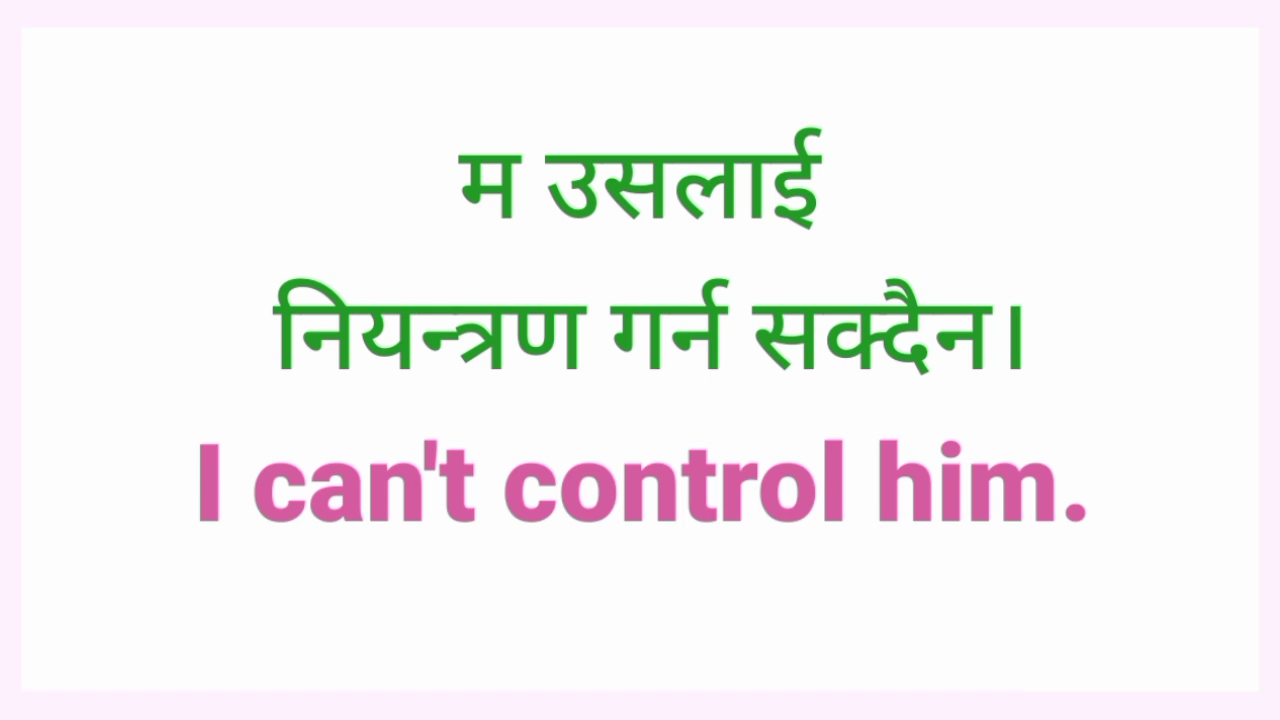 म उसलाई
नियन्त्रण गर्न सक्दैन।
I can't control him.